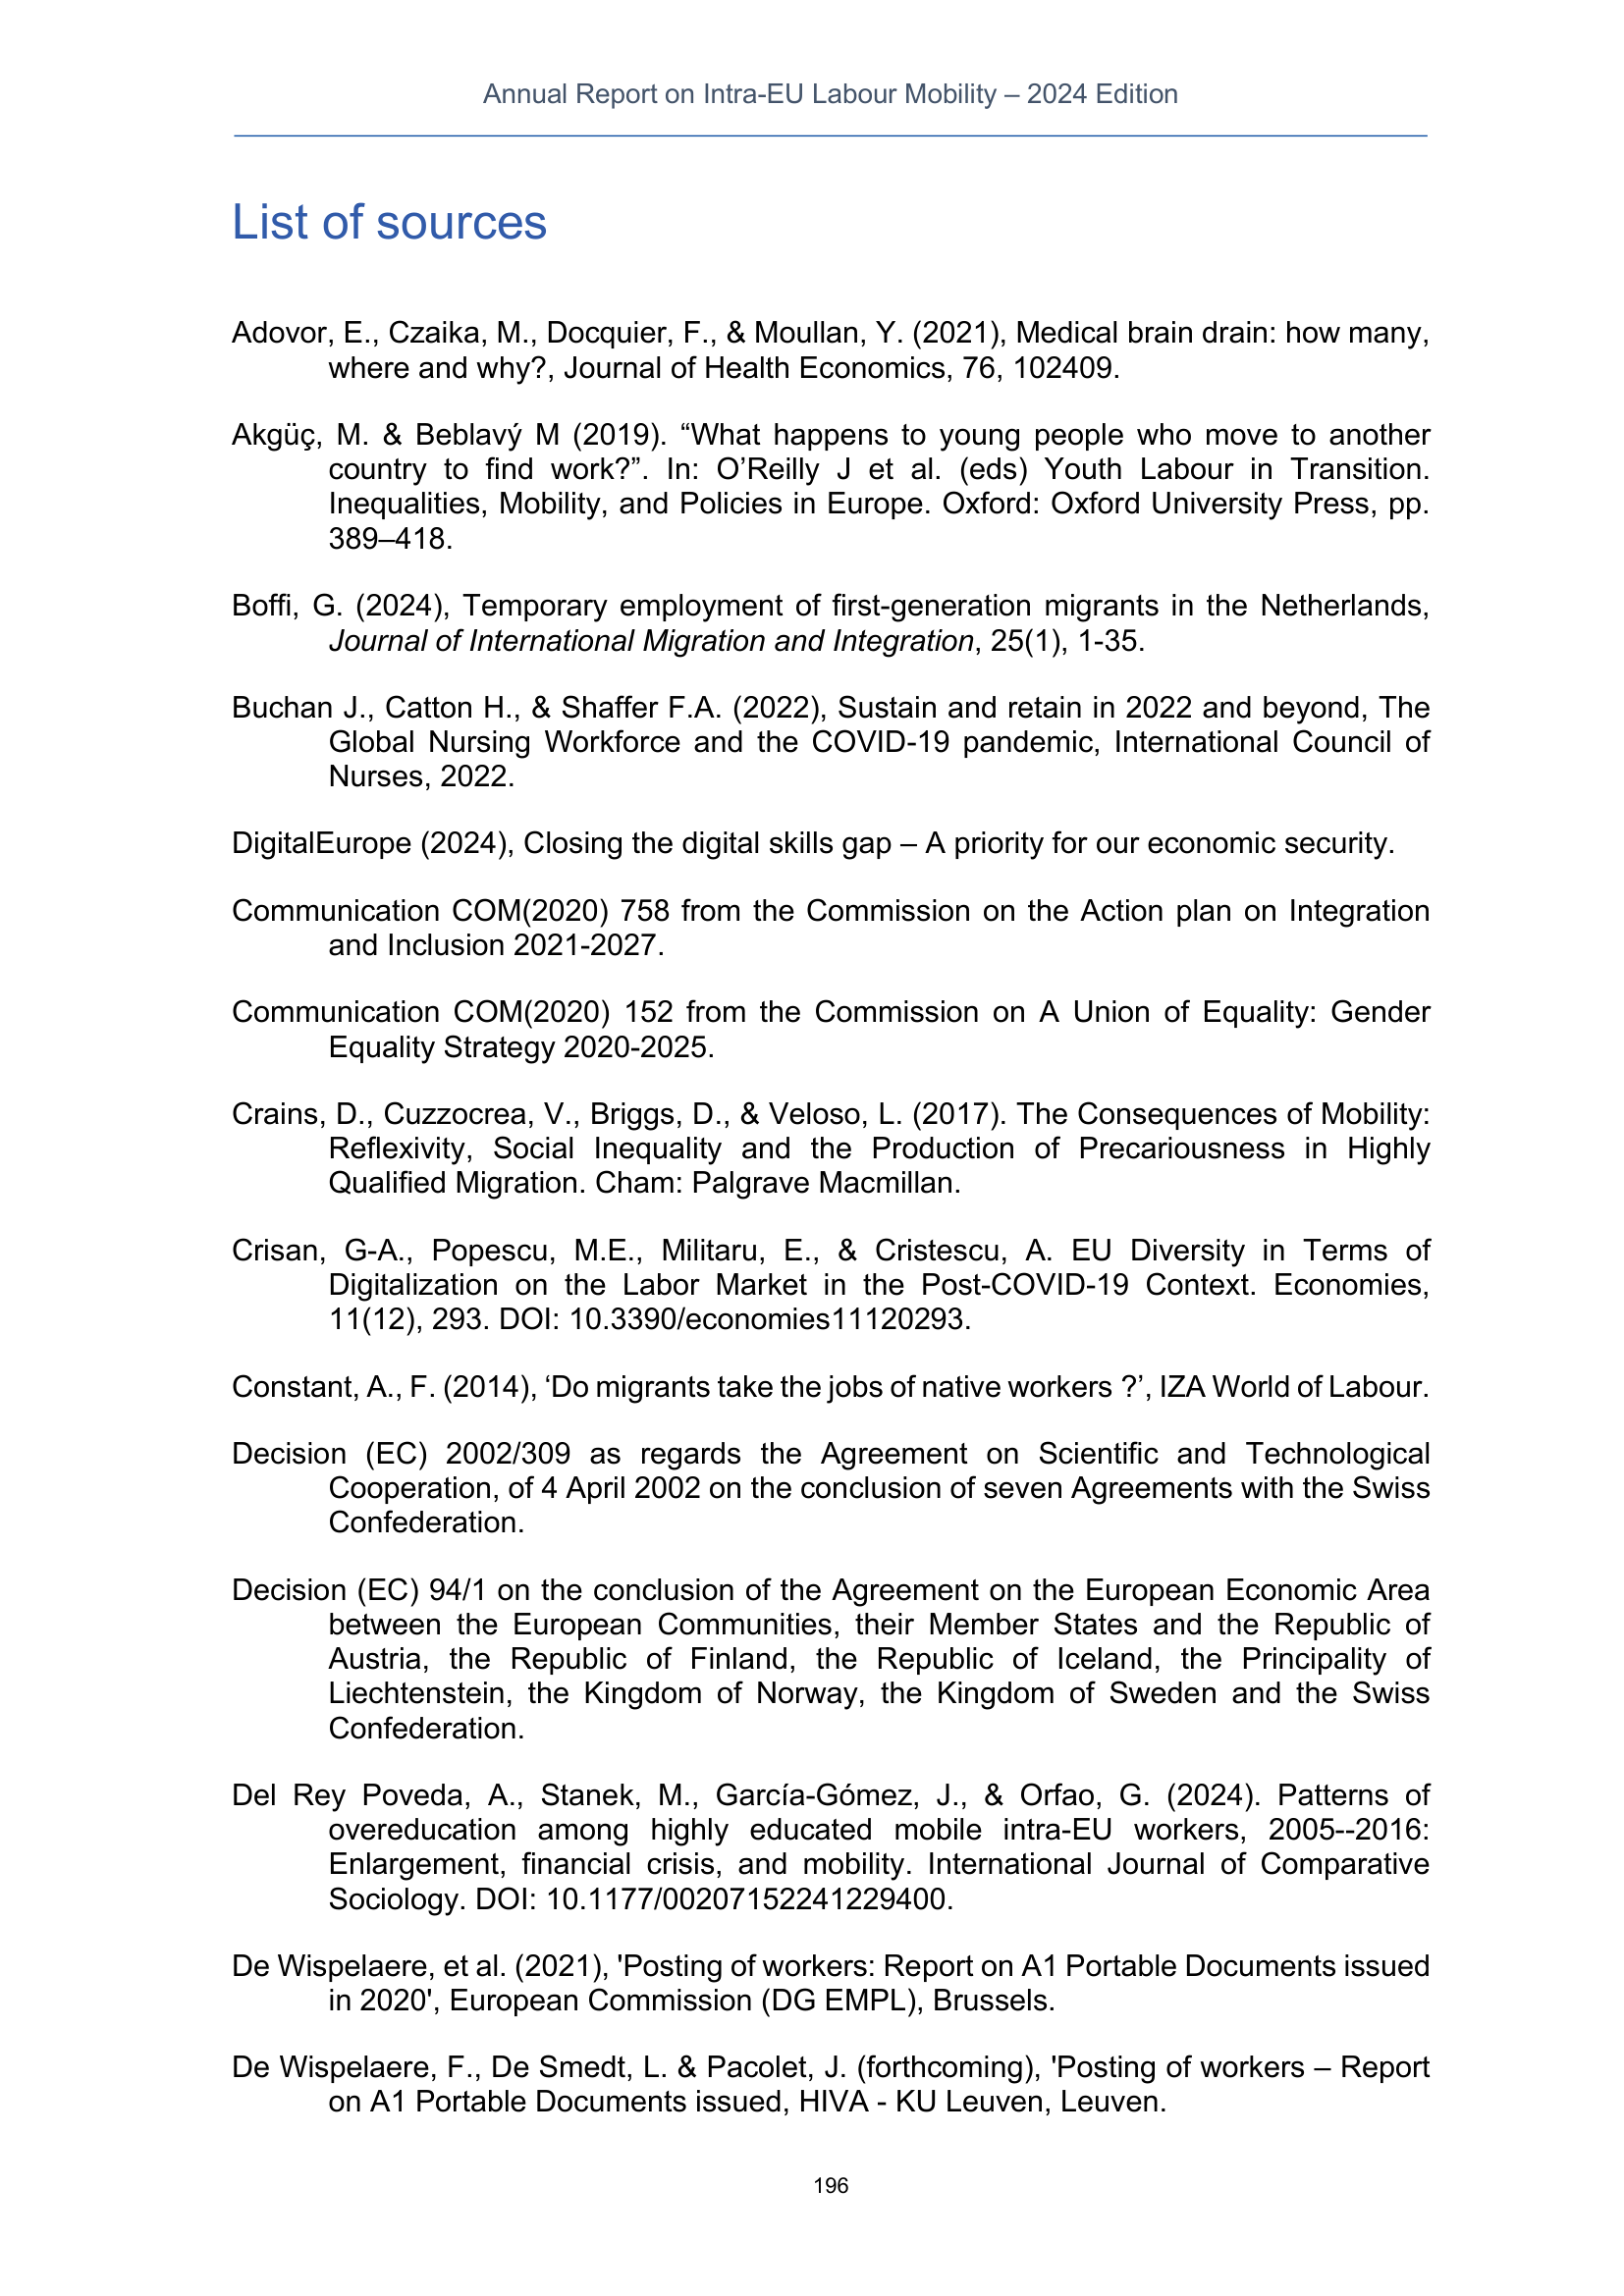 Annual Report on Intra-EU Labour Mobility – 2024 Edition
List of sources
Adovor, E., Czaika, M., Docquier, F., & Moullan, Y. (2021), Medical brain drain: how many,
where and why?, Journal of Health Economics, 76, 102409.
Akgüç, M. & Beblavý M (2019). “What happens to young people who move to another
country to find work?”. In: O’Reilly J et al. (eds) Youth Labour in Transition.
Inequalities, Mobility, and Policies in Europe. Oxford: Oxford University Press, pp.
389–418.
Boffi, G. (2024), Temporary employment of first-generation migrants in the Netherlands,
Journal of International Migration and Integration, 25(1), 1-35.
Buchan J., Catton H., & Shaffer F.A. (2022), Sustain and retain in 2022 and beyond, The
Global Nursing Workforce and the COVID-19 pandemic, International Council of
Nurses, 2022.
DigitalEurope (2024), Closing the digital skills gap – A priority for our economic security.
Communication COM(2020) 758 from the Commission on the Action plan on Integration
and Inclusion 2021-2027.
Communication COM(2020) 152 from the Commission on A Union of Equality: Gender
Equality Strategy 2020-2025.
Crains, D., Cuzzocrea, V., Briggs, D., & Veloso, L. (2017). The Consequences of Mobility:
Reflexivity, Social Inequality and the Production of Precariousness in Highly
Qualified Migration. Cham: Palgrave Macmillan.
Crisan, G-A., Popescu, M.E., Militaru, E., & Cristescu, A. EU Diversity in Terms of
Digitalization on the Labor Market in the Post-COVID-19 Context. Economies,
11(12), 293. DOI: 10.3390/economies11120293.
Constant, A., F. (2014), ‘Do migrants take the jobs of native workers ?’, IZA World of Labour.
Decision (EC) 2002/309 as regards the Agreement on Scientific and Technological
Cooperation, of 4 April 2002 on the conclusion of seven Agreements with the Swiss
Confederation.
Decision (EC) 94/1 on the conclusion of the Agreement on the European Economic Area
between the European Communities, their Member States and the Republic of
Austria, the Republic of Finland, the Republic of Iceland, the Principality of
Liechtenstein, the Kingdom of Norway, the Kingdom of Sweden and the Swiss
Confederation.
Del Rey Poveda, A., Stanek, M., García-Gómez, J., & Orfao, G. (2024). Patterns of
overeducation among highly educated mobile intra-EU workers, 2005--2016:
Enlargement, financial crisis, and mobility. International Journal of Comparative
Sociology. DOI: 10.1177/00207152241229400.
De Wispelaere, et al. (2021), 'Posting of workers: Report on A1 Portable Documents issued
in 2020', European Commission (DG EMPL), Brussels.
De Wispelaere, F., De Smedt, L. & Pacolet, J. (forthcoming), 'Posting of workers – Report
on A1 Portable Documents issued, HIVA - KU Leuven, Leuven.
196